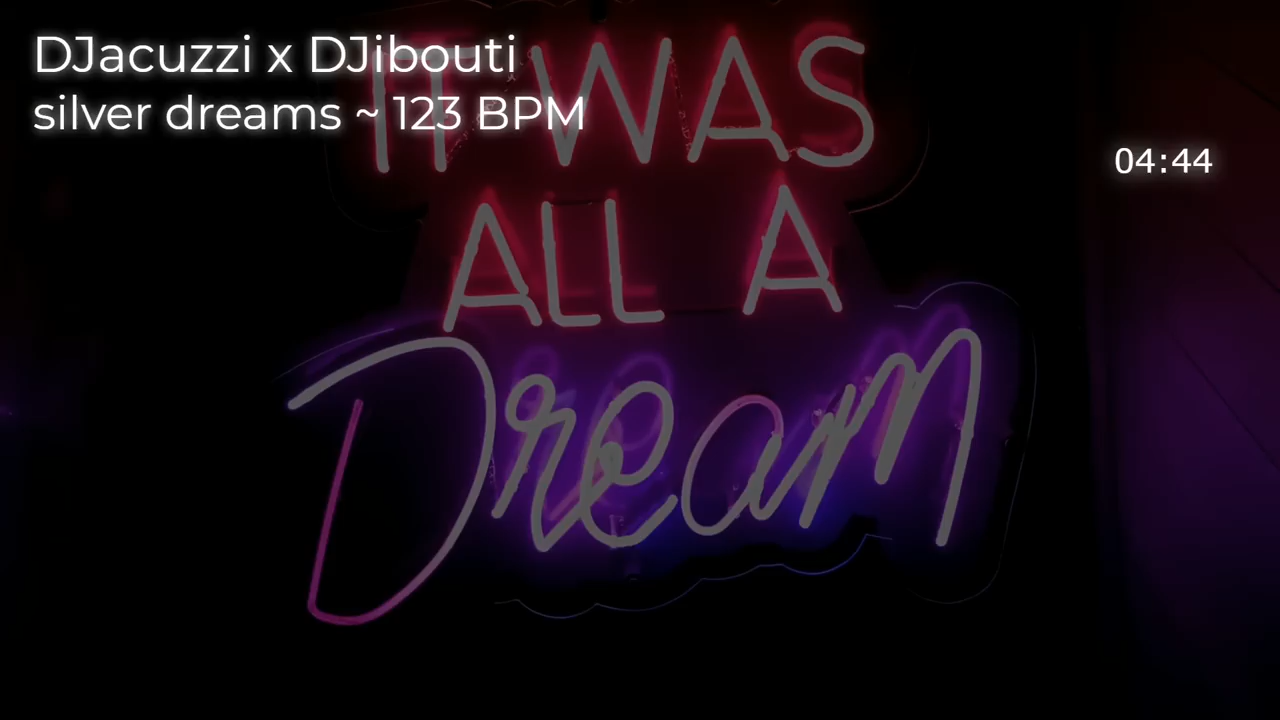 DJacuzzi x DJibouti
silver dreams ~ 123 BPM
04:44
IT WAS
ALL A
Dream